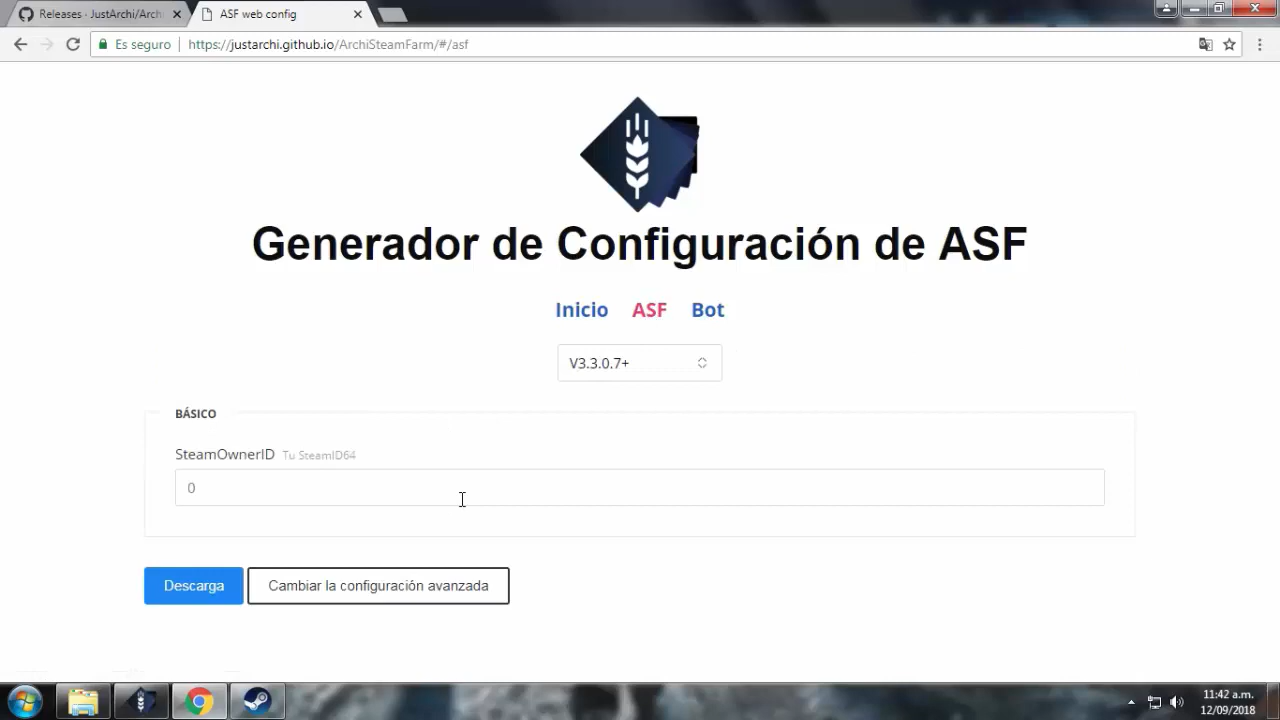 Releases · JustArchi/Archi
ASF web config
Es seguro
https://justarchi.github.io/ArchiSteamFarm/#/asf
Generador de Configuración de ASF
Inicio ASF Bot
V3.3.0.7+
BÁSICO
SteamOwnerID Tu SteamID64
0
Descarga Cambiar la configuración avanzada
11:42 a.m.
12/09/2018